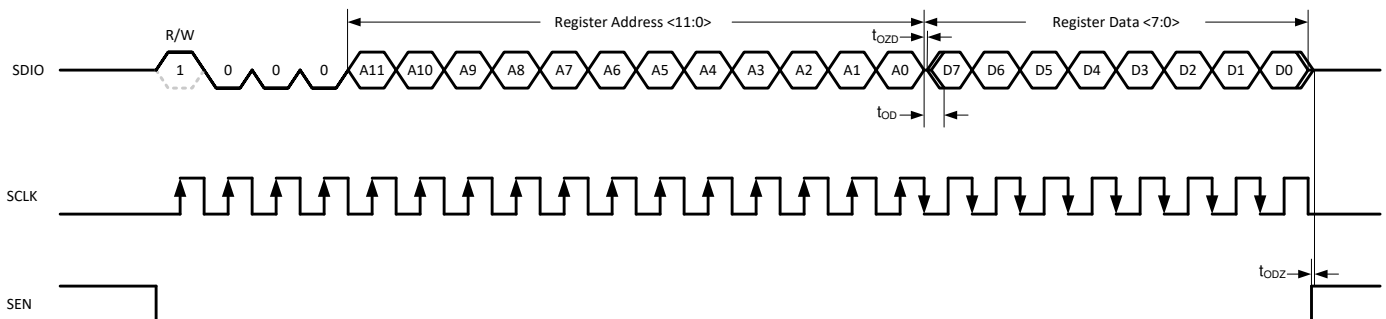 Register Address <11:0>
Register Data <7:0>
R/W
tOZD
SDIO
1 0 0 0 A11 A10 A9 A8 A7 A6 A5 A4 A3 A2 A1 A0 D7 D6 D5 D4 D3 D2 D1 D0
tOD
SCLK
tODZ
SEN